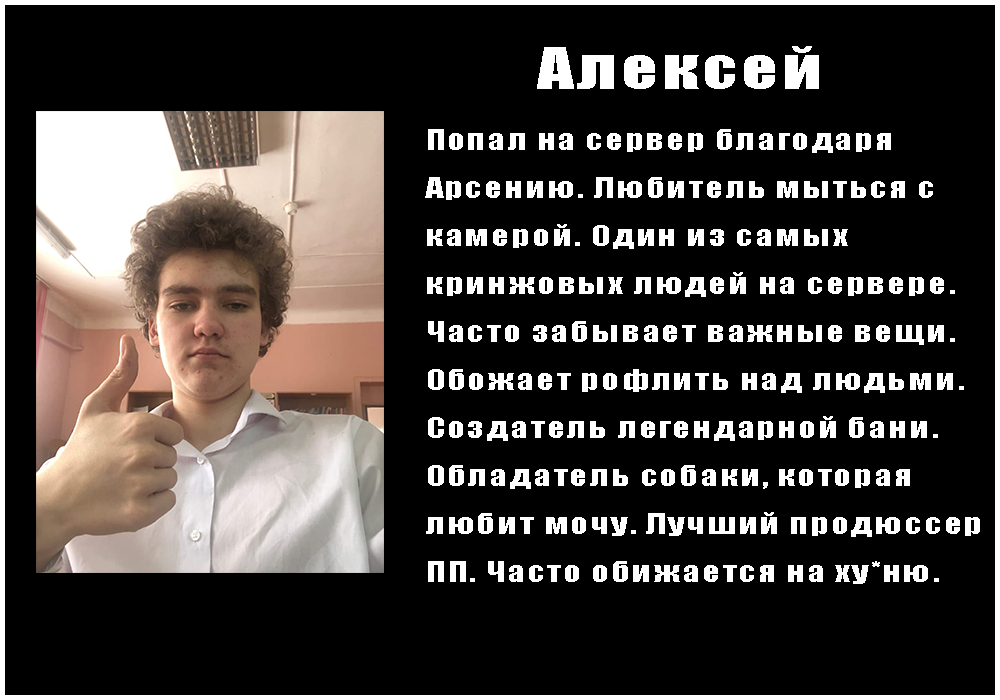 Алексей
Попал на сервер благодаря
Арсению. Любитель мыться с
камерой. Один из самых
кринжовых людей на сервере.
Часто забывает важные вещи.
Обожает рофлить над людьми.
Создатель легендарной бани.
Обладатель собаки, которая
любит мочу. Лучший продюссер
ПП. Часто обижается на ху*ню.